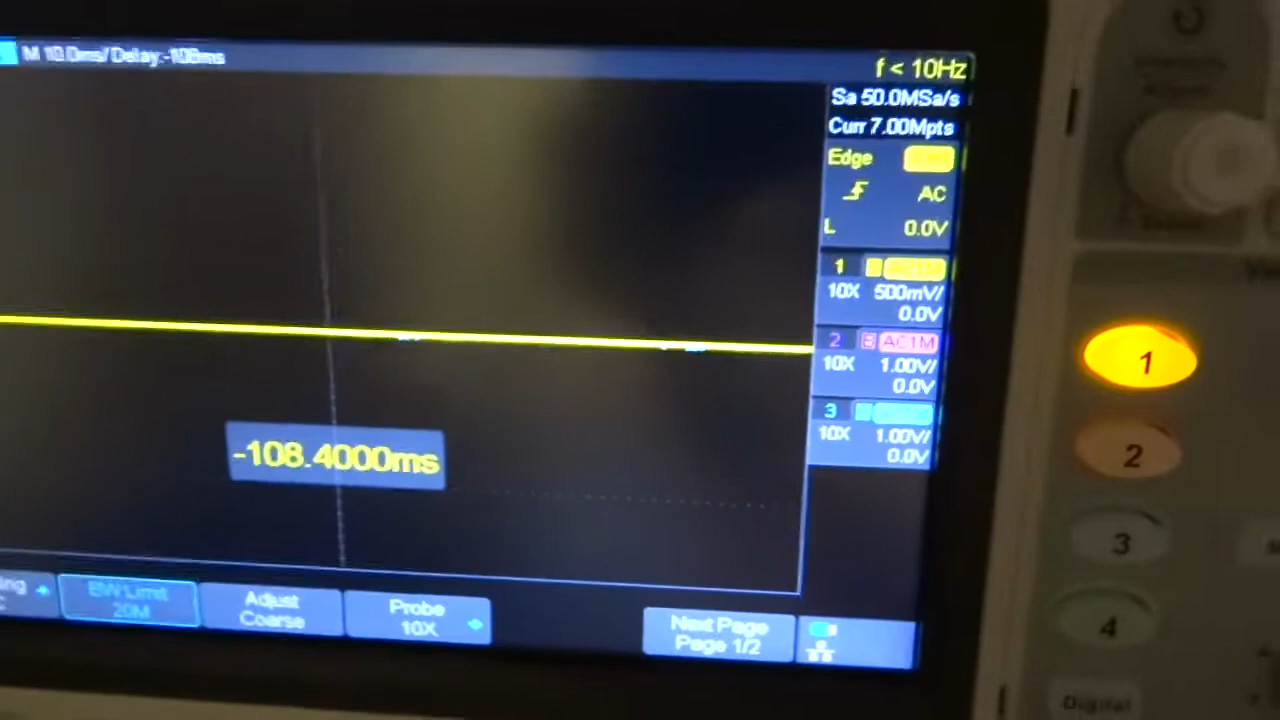 M 10.0ms/ Delay:-108ms
f < 10Hz
Sa 50.0MSa/s
Curr 7.00Mpts
Edge
AC
L 0.0V
1
10X 500mV/
0.0V
2 B AC1M
10X 1.00V/
0.0V
3
10X 1.00V/
0.0V
-108.4000ms
BW Limit
20M
Adjust
Coarse
Probe
10X
Next Page
Page 1/2
1
2
3
4
Digital